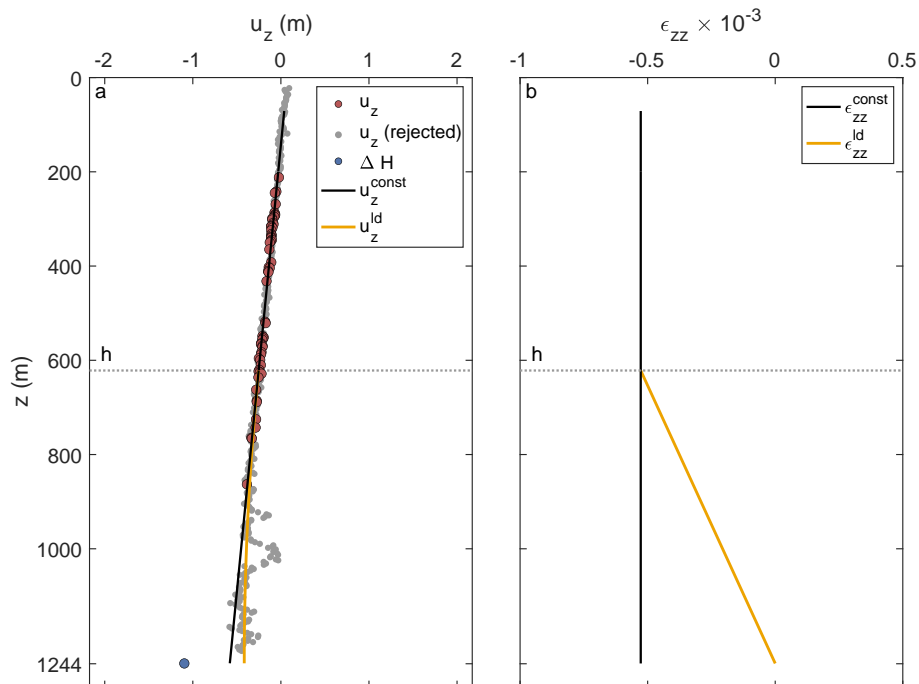 u_z (m)
-2 -1 0 1 2
0
200
400
600
800
1000
1244
z (m)
a
h
u_z
u_z (rejected)
Δ H
u_z^const
u_z^ld
ϵ_zz × 10^-3
-1 -0.5 0 0.5
b
h
ϵ_zz^const
ϵ_zz^ld